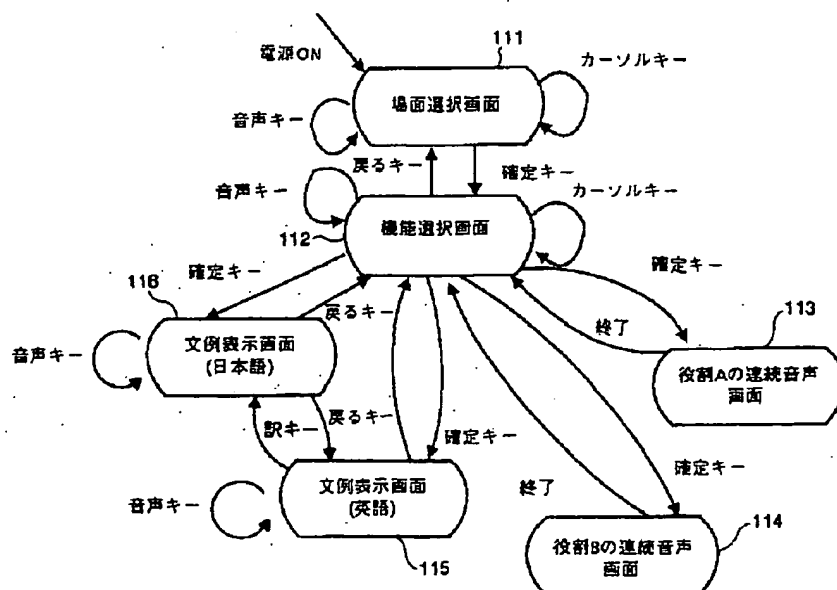 111
電源ON
カーソルキー
場面選択画面
音声キー
戻るキー
確定キー
音声キー
カーソルキー
機能選択画面
112
確定キー
確定キー
116
戻るキー
113
終了
文例表示画面
(日本語)
音声キー
役割Aの連続音声
画面
訳キー
戻るキー
確定キー
確定キー
文例表示画面
(英語)
音声キー
終了
114
役割Bの連続音声
画面
115